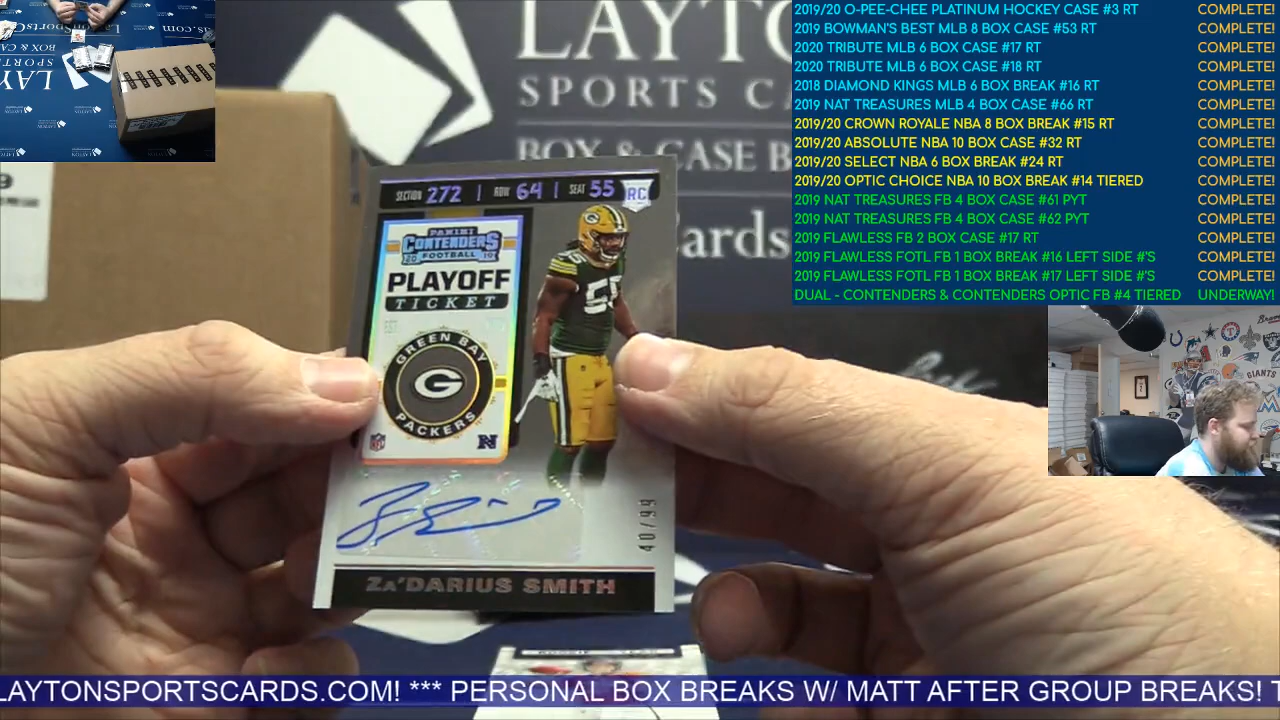 2019/20 O-PEE-CHEE PLATINUM HOCKEY CASE #3 RT COMPLETE!
2019 BOWMAN'S BEST MLB 8 BOX CASE #53 RT COMPLETE!
2020 TRIBUTE MLB 6 BOX CASE #17 RT COMPLETE!
2020 TRIBUTE MLB 6 BOX CASE #18 RT COMPLETE!
2018 DIAMOND KINGS MLB 6 BOX BREAK #16 RT COMPLETE!
2019 NAT TREASURES MLB 4 BOX CASE #66 RT COMPLETE!
2019/20 CROWN ROYALE NBA 8 BOX BREAK #15 RT COMPLETE!
2019/20 ABSOLUTE NBA 10 BOX CASE #32 RT COMPLETE!
2019/20 SELECT NBA 6 BOX BREAK #24 RT COMPLETE!
2019/20 OPTIC CHOICE NBA 10 BOX BREAK #14 TIERED COMPLETE!
2019 NAT TREASURES FB 4 BOX CASE #61 PYT COMPLETE!
2019 NAT TREASURES FB 4 BOX CASE #62 PYT COMPLETE!
2019 FLAWLESS FB 2 BOX CASE #17 RT COMPLETE!
2019 FLAWLESS FOTL FB 1 BOX BREAK #16 LEFT SIDE #'S COMPLETE!
2019 FLAWLESS FOTL FB 1 BOX BREAK #17 LEFT SIDE #'S COMPLETE!
DUAL - CONTENDERS & CONTENDERS OPTIC FB #4 TIERED UNDERWAY!
LAYTO
SPORTS CA
BOX & CASE B
ards
SECTION 272 | ROW 64 | SEAT 55 RC
PANINI
CONTENDERS
20 FOOTBALL 19
PLAYOFF
TICKET
GREEN BAY
G
PACKERS
NFL N
55
40/99
ZA'DARIUS SMITH
GIANTS
LAYTONSPORTSCARDS.COM! *** PERSONAL BOX BREAKS W/ MATT AFTER GROUP BREAKS! T